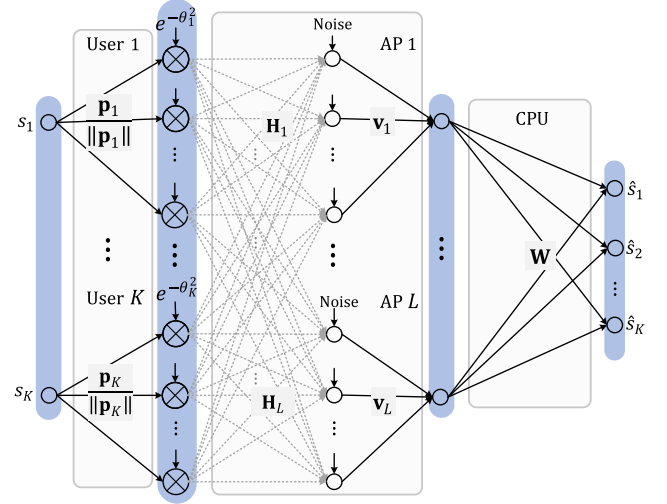 e^{-θ_1^2}
User 1
Noise
AP 1
CPU
s_1
p_1
‖p_1‖
H_1
v_1
...
...
ŝ_1
W
ŝ_2
...
ŝ_K
e^{-θ_K^2}
User K
Noise
AP L
s_K
p_K
‖p_K‖
H_L
v_L
...
...